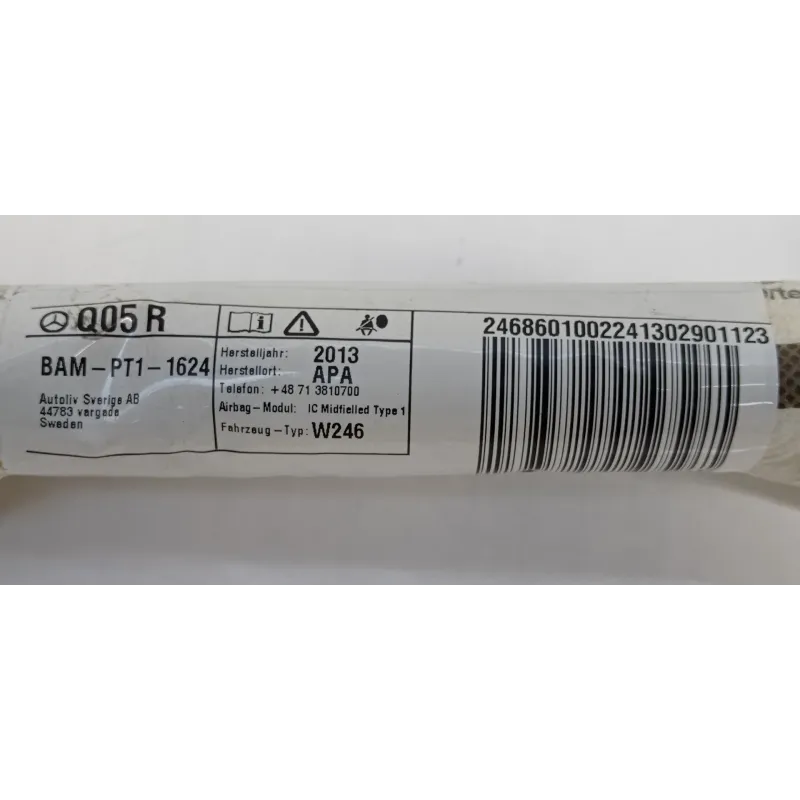 Q05 R
BAM-PT1-1624
Autoliv Sverige AB
44783 vargada
Sweden
Herstelljahr: 2013
Herstellort: APA
Telefon: +48 71 3810700
Airbag-Modul: IC Midfielled Type 1
Fahrzeug-Typ: W246
2468601002241302901123